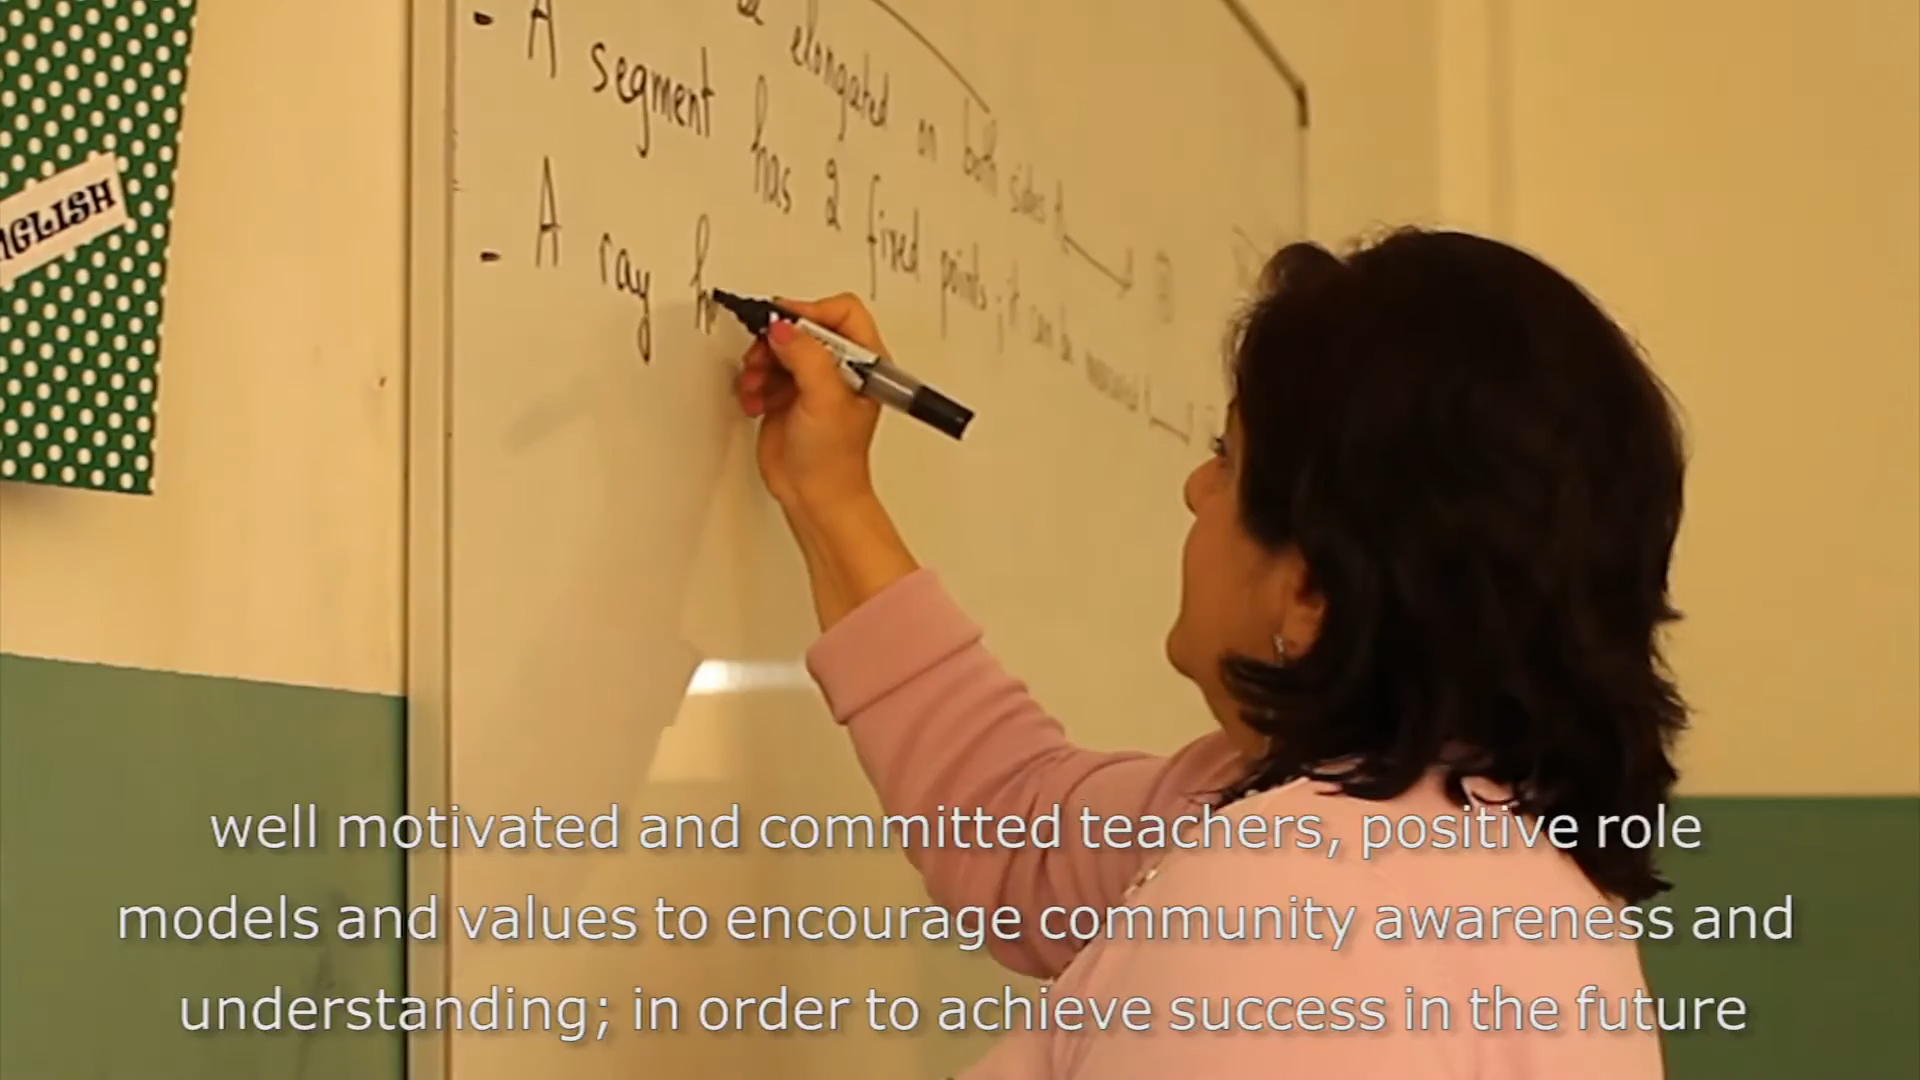 elongated on both sides
- A segment has 2 fixed points; it can be measured
- A ray h
ENGLISH
well motivated and committed teachers, positive role
models and values to encourage community awareness and
understanding; in order to achieve success in the future